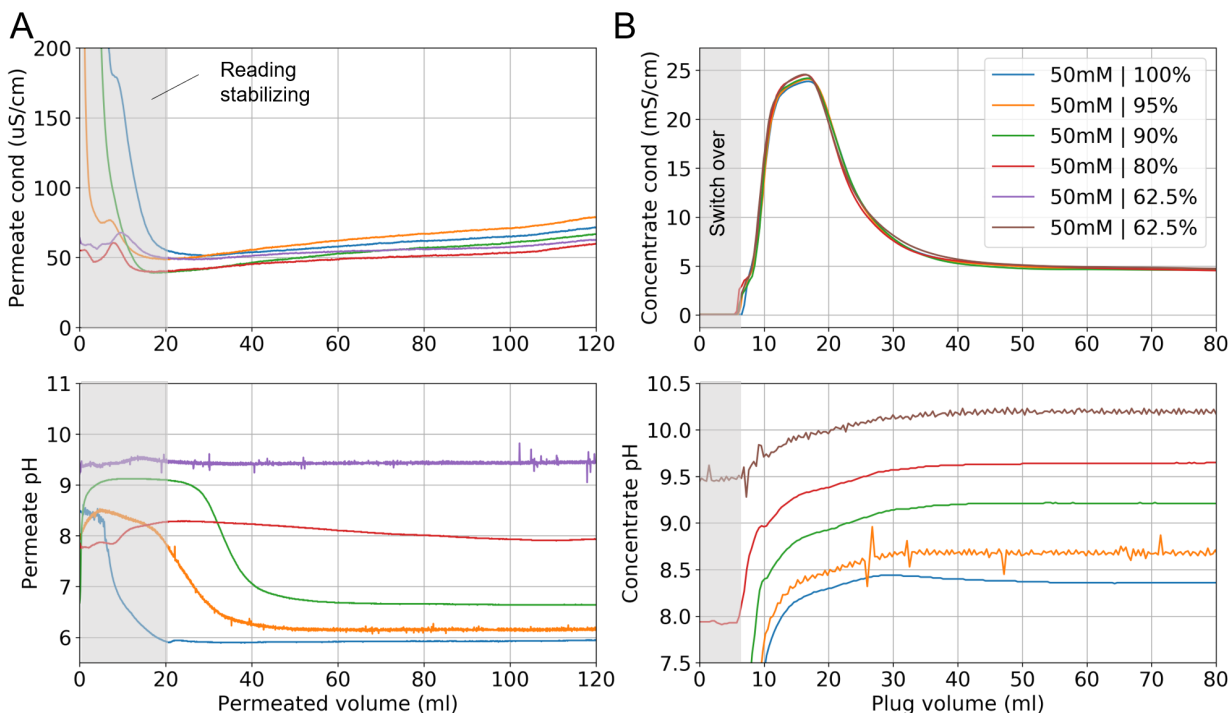 A
B
200
150
100
50
0
Permeate cond (uS/cm)
Reading
stabilizing
0 20 40 60 80 100 120
25
20
15
10
5
0
Concentrate cond (mS/cm)
Switch over
50mM | 100%
50mM | 95%
50mM | 90%
50mM | 80%
50mM | 62.5%
50mM | 62.5%
0 10 20 30 40 50 60 70 80
11
10
9
8
7
6
Permeate pH
0 20 40 60 80 100 120
Permeated volume (ml)
10.5
10.0
9.5
9.0
8.5
8.0
7.5
Concentrate pH
0 10 20 30 40 50 60 70 80
Plug volume (ml)